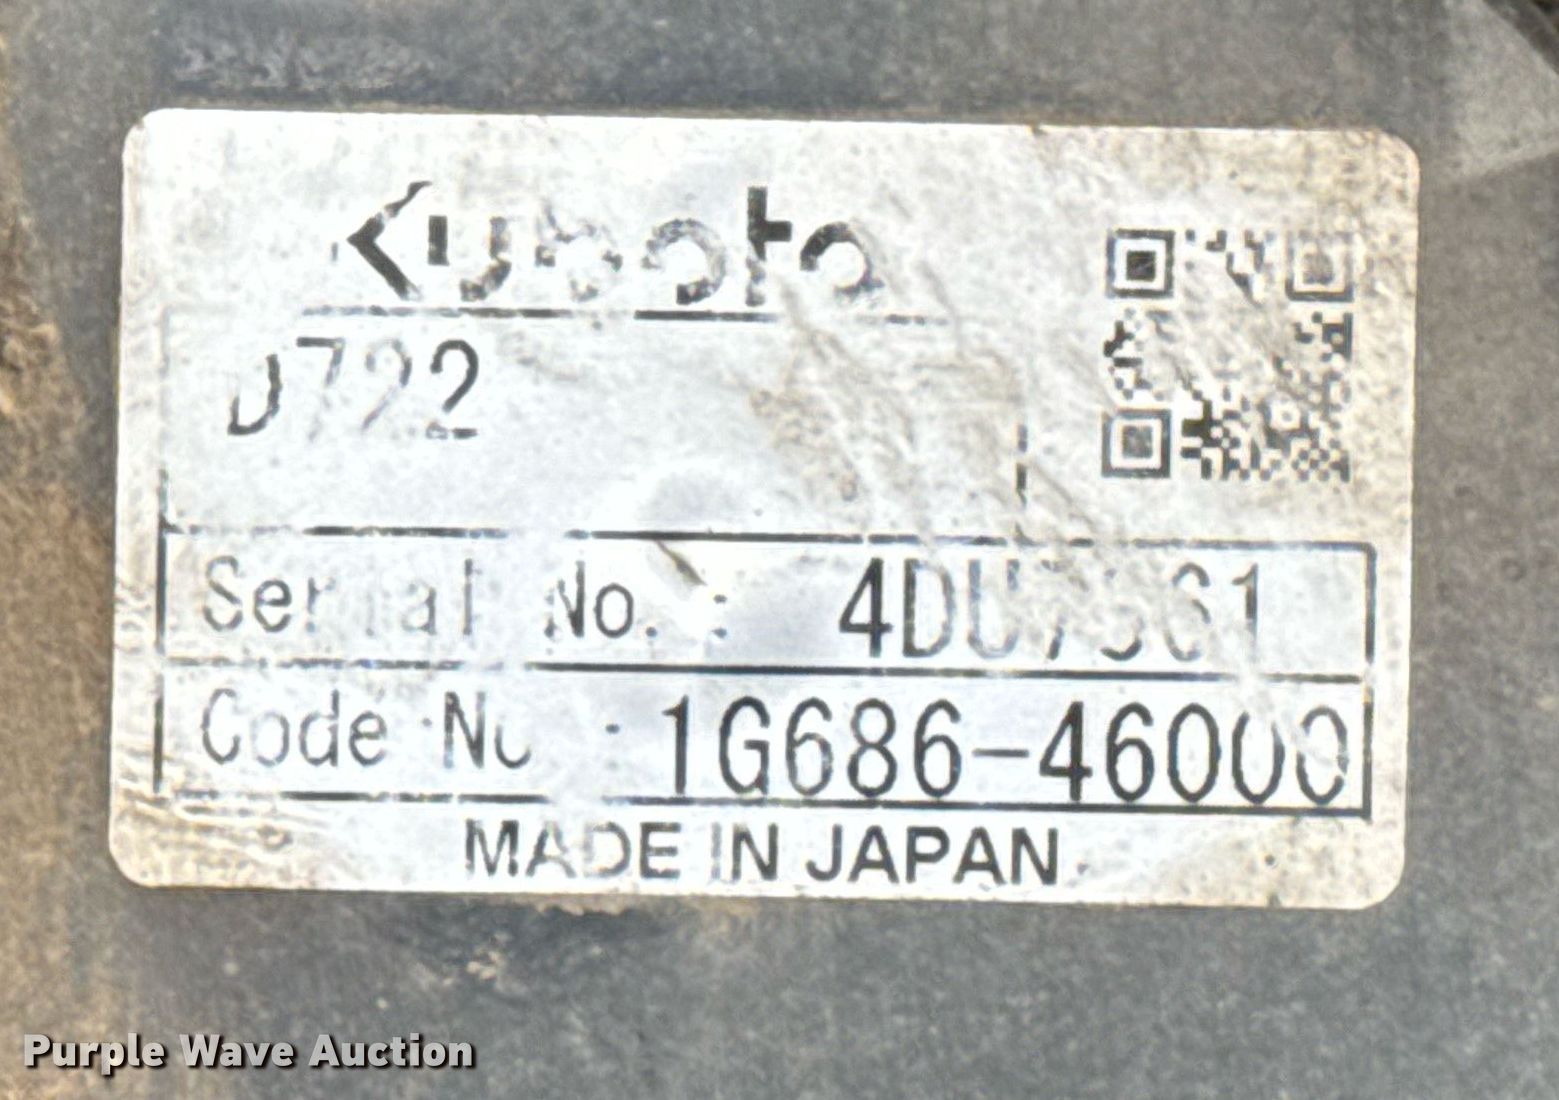 Kubota
D722
Serial No. :
Code No. : 1G686-46000
MADE IN JAPAN
Purple Wave Auction